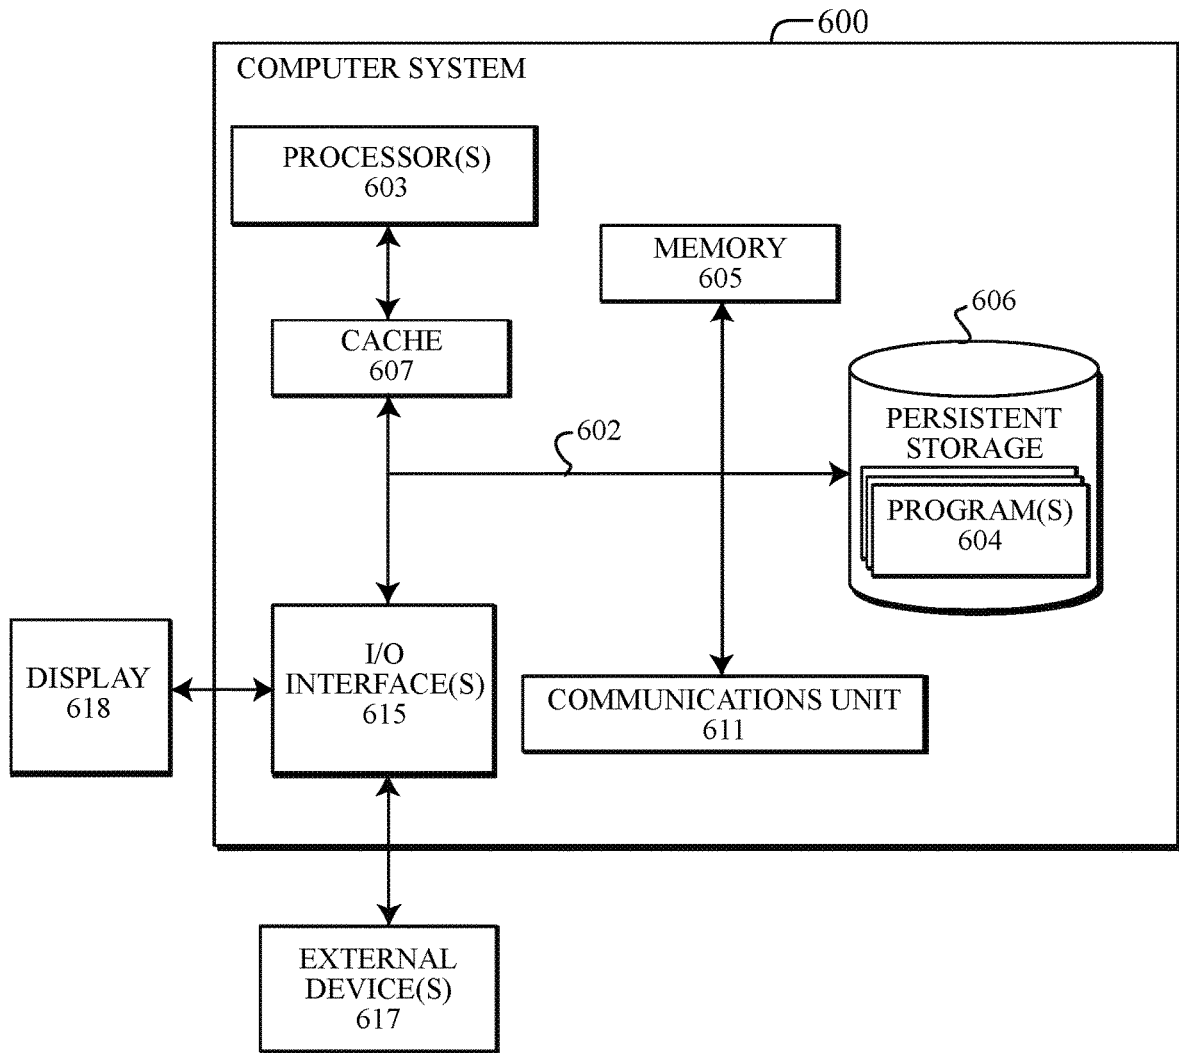 600
COMPUTER SYSTEM
PROCESSOR(S)
603
MEMORY
605
606
CACHE
607
602
PERSISTENT
STORAGE
PROGRAM(S)
604
I/O
INTERFACE(S)
615
DISPLAY
618
COMMUNICATIONS UNIT
611
EXTERNAL
DEVICE(S)
617